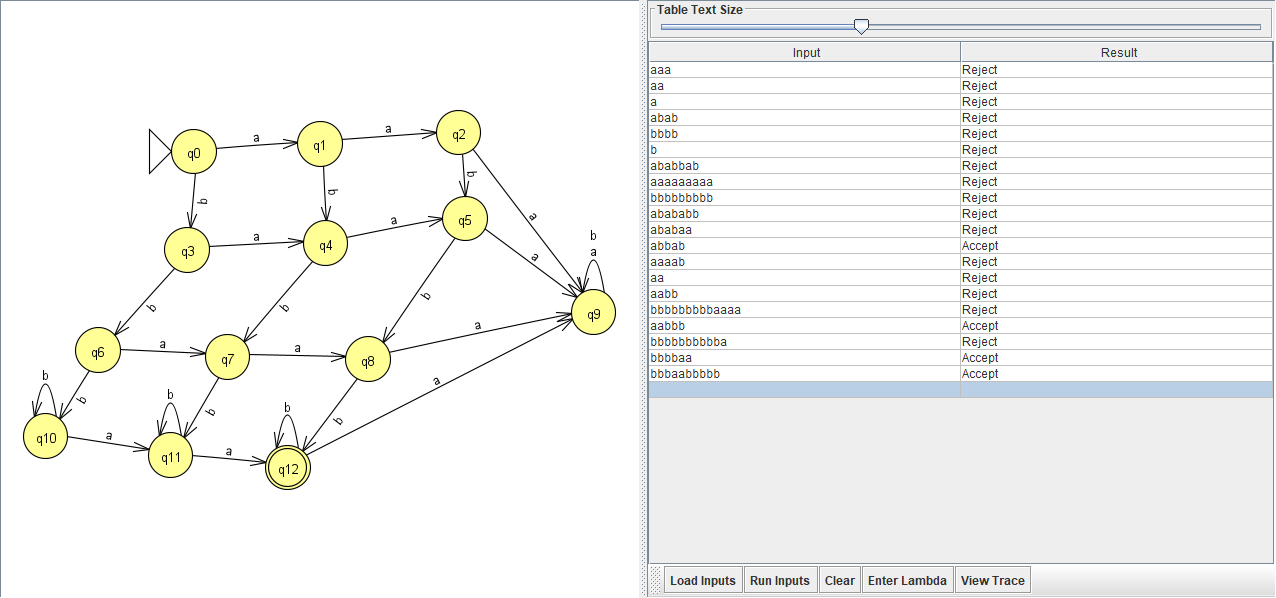 Table Text Size
Input Result
aaa Reject
aa Reject
a Reject
abab Reject
bbbb Reject
b Reject
ababbab Reject
aaaaaaaaa Reject
bbbbbbbbb Reject
abababb Reject
ababaa Reject
abbab Accept
aaaab Reject
aa Reject
aabb Reject
bbbbbbbbbaaaa Reject
aabbb Accept
bbbbbbbbbba Reject
bbbbaa Accept
bbbaabbbbb Accept
Load Inputs Run Inputs Clear Enter Lambda View Trace
q0 a q1 a q2
b b b a
q3 a q4 a q5 a
b
a
q9
b b b
q6 a q7 a q8 a
b b b b b b
a
q10 a q11 a q12